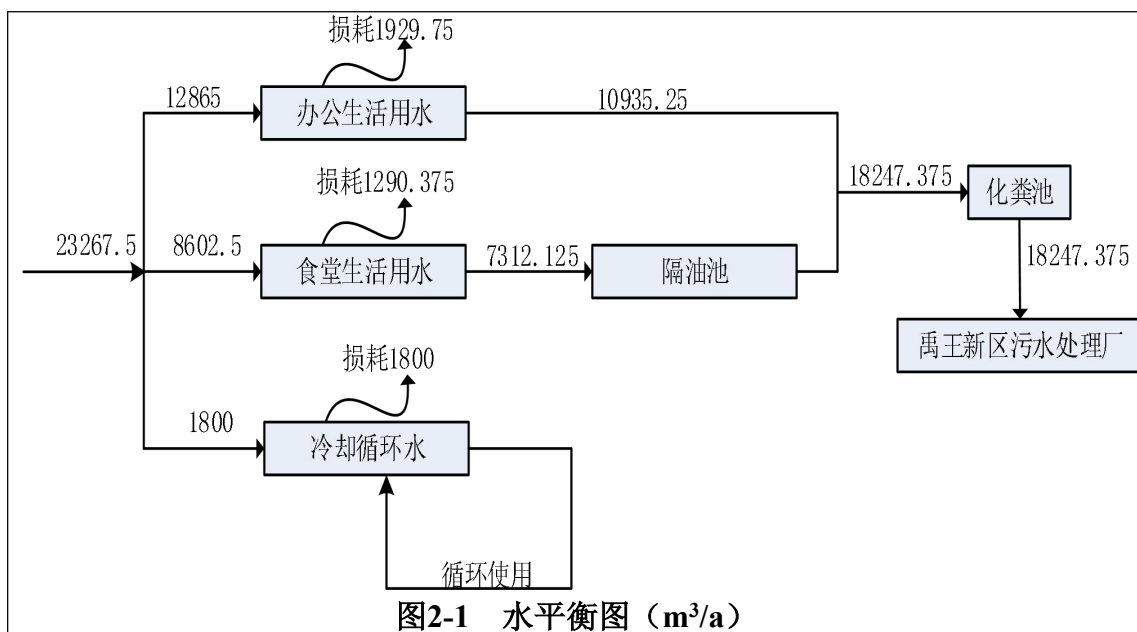 损耗1929.75
12865
办公生活用水
10935.25
损耗1290.375
18247.375
化粪池
23267.5
8602.5
食堂生活用水
7312.125
隔油池
18247.375
禹王新区污水处理厂
损耗1800
1800
冷却循环水
循环使用
图2-1 水平衡图（m³/a）